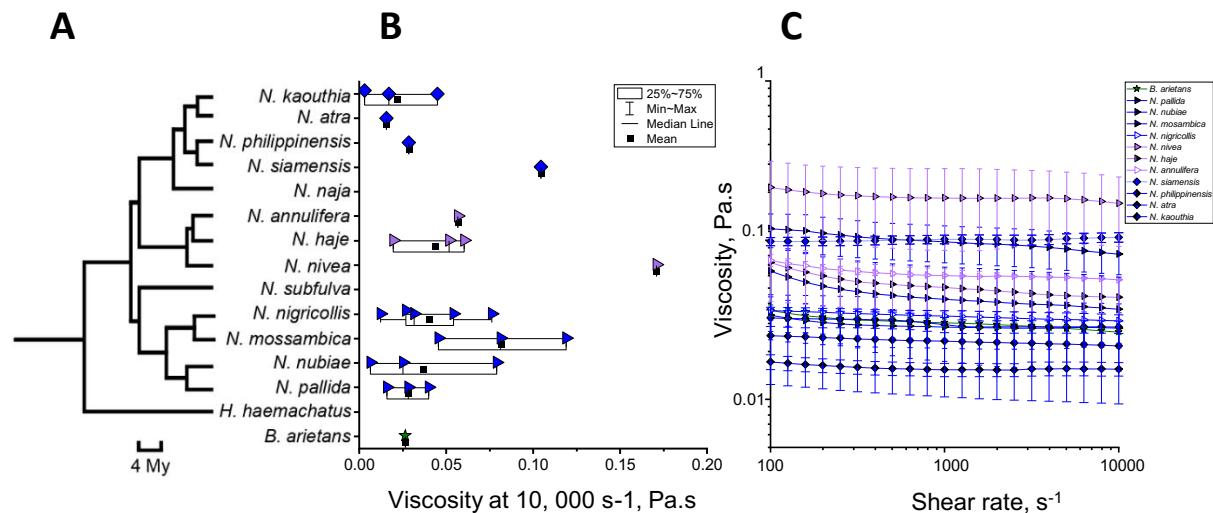 A
B
C
N. kaouthia
N. atra
N. philippinensis
N. siamensis
N. naja
N. annulifera
N. haje
N. nivea
N. subfulva
N. nigricollis
N. mossambica
N. nubiae
N. pallida
H. haemachatus
B. arietans
4 My
25%~75%
Min~Max
Median Line
Mean
0.00
0.05
0.10
0.15
0.20
Viscosity at 10, 000 s-1, Pa.s
Viscosity, Pa.s
1
0.1
0.01
100
1000
10000
Shear rate, s-1
B. arietans
N. pallida
N. nubiae
N. mosambica
N. nigricollis
N. nivea
N. haje
N. annulifera
N. siamensis
N. philippinensis
N. atra
N. kaouthia